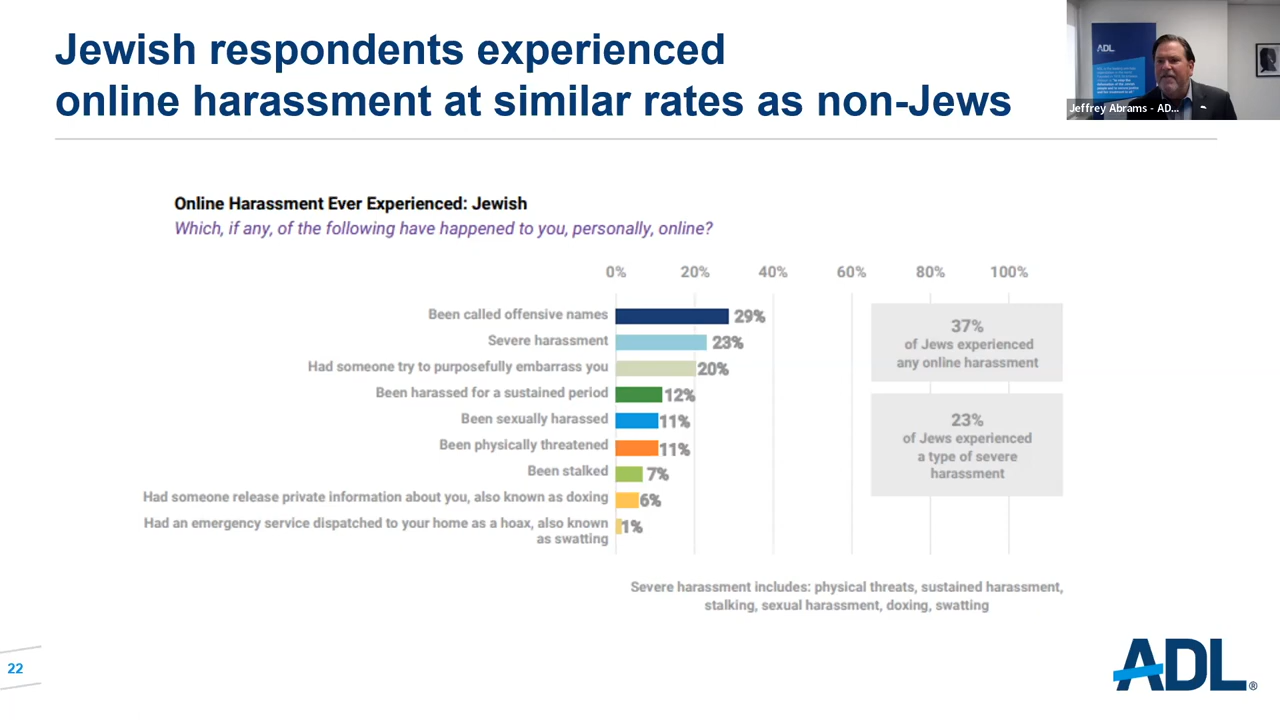 Jewish respondents experienced
online harassment at similar rates as non-Jews
ADL
Jeffrey Abrams - AD...
Online Harassment Ever Experienced: Jewish
Which, if any, of the following have happened to you, personally, online?
0% 20% 40% 60% 80% 100%
Been called offensive names 29%
Severe harassment 23%
Had someone try to purposefully embarrass you 20%
Been harassed for a sustained period 12%
Been sexually harassed 11%
Been physically threatened 11%
Been stalked 7%
Had someone release private information about you, also known as doxing 6%
Had an emergency service dispatched to your home as a hoax, also known
as swatting 1%
37%
of Jews experienced
any online harassment
23%
of Jews experienced
a type of severe
harassment
Severe harassment includes: physical threats, sustained harassment,
stalking, sexual harassment, doxing, swatting
22
ADL®